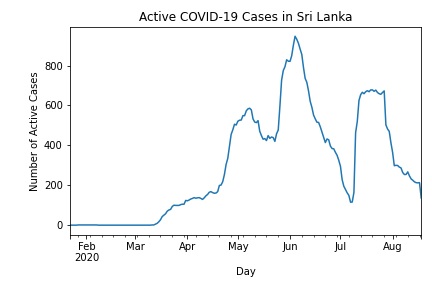 Active COVID-19 Cases in Sri Lanka
Number of Active Cases
800
600
400
200
0
Feb Mar Apr May Jun Jul Aug
2020
Day